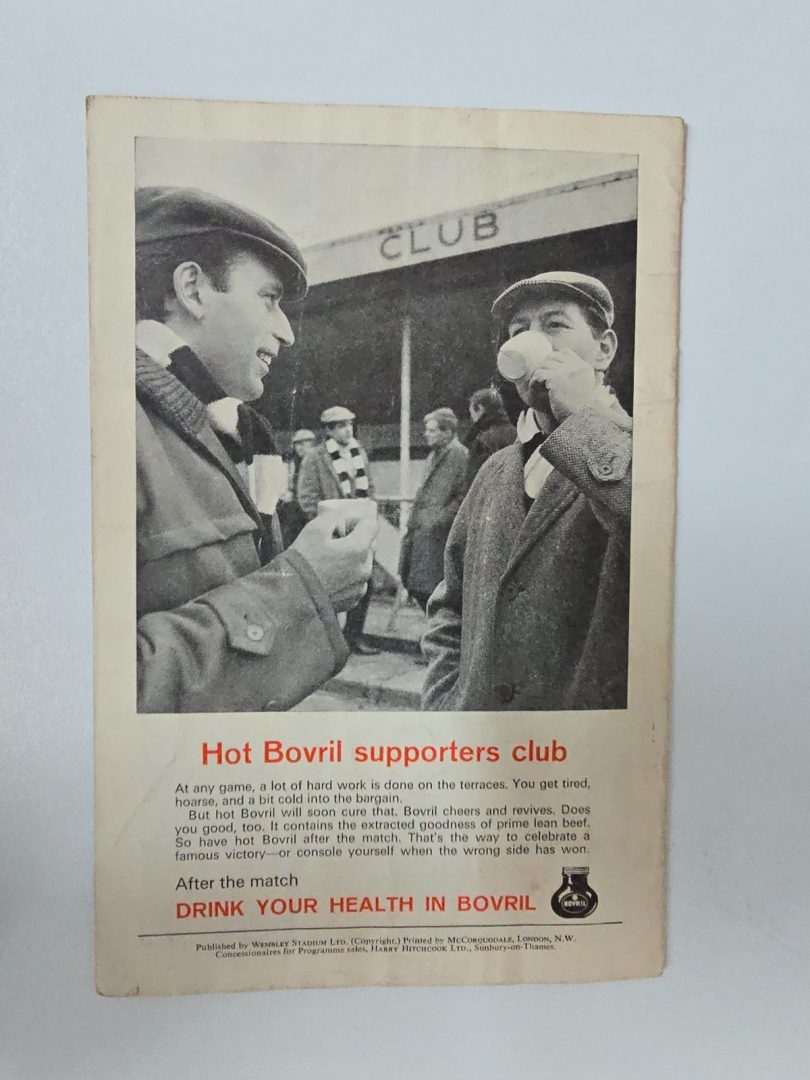 CLUB
Hot Bovril supporters club
At any game, a lot of hard work is done on the terraces. You get tired,
hoarse, and a bit cold into the bargain.
But hot Bovril will soon cure that. Bovril cheers and revives. Does
you good, too. It contains the extracted goodness of prime lean beef.
So have hot Bovril after the match. That's the way to celebrate a
famous victory—or console yourself when the wrong side has won.
After the match
DRINK YOUR HEALTH IN BOVRIL
BOVRIL
Published by WEMBLEY STADIUM LTD. (Copyright.) Printed by MCCORQUODALE, LONDON, N.W.
Concessionaires for Programme sales, HARRY HITCHCOCK LTD., Sunbury-on-Thames.